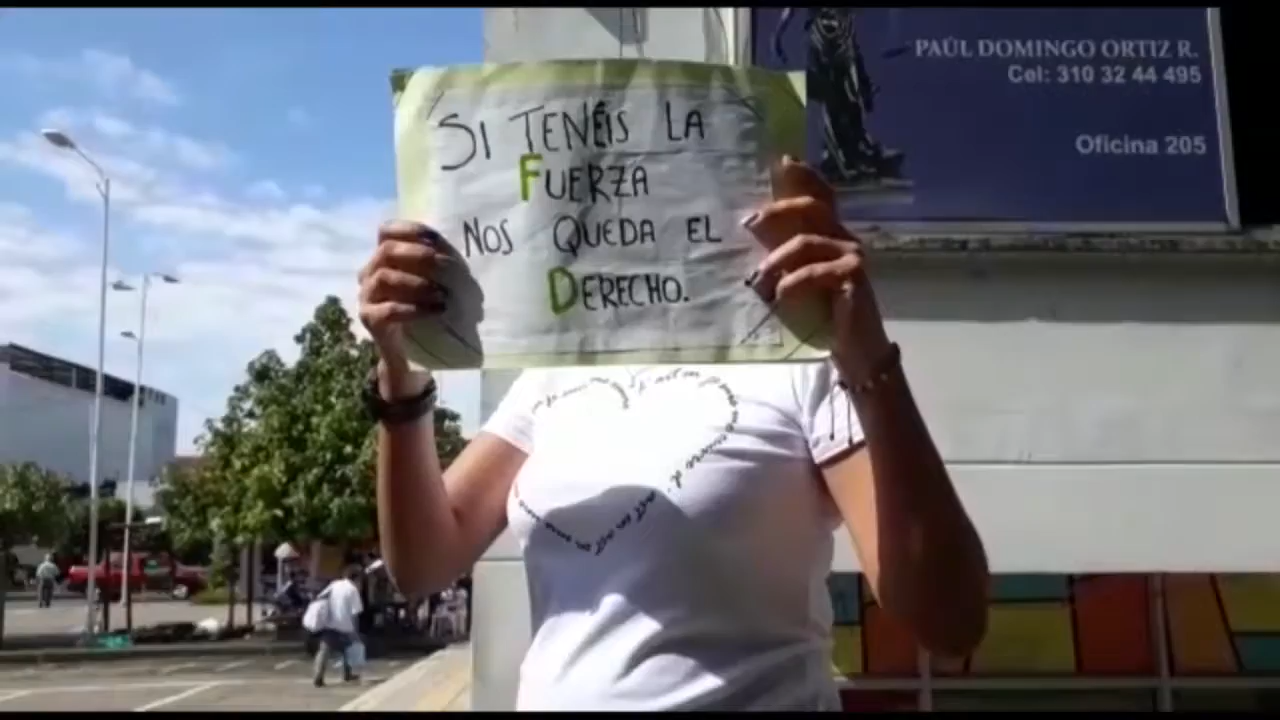 SI TENÉIS LA
FUERZA
NOS QUEDA EL
DERECHO.
PAÚL DOMINGO ORTIZ R.
Cel: 310 32 44 495
Oficina 205